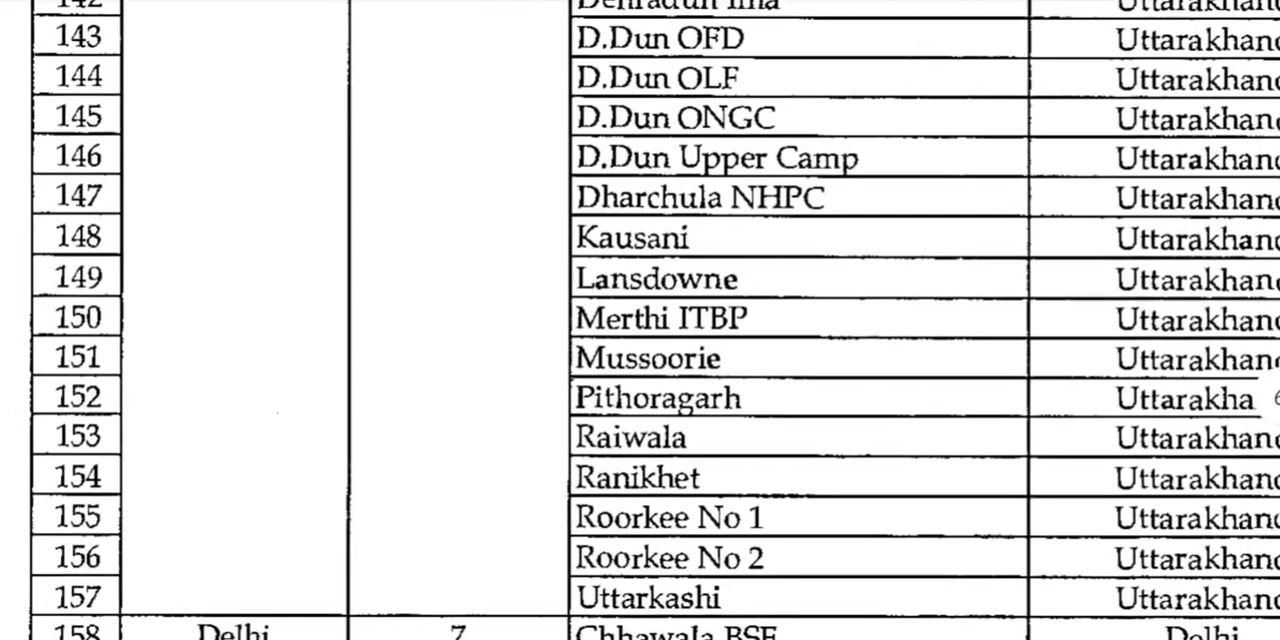 142 Dehradun Ima Uttarakhand
143 D.Dun OFD Uttarakhand
144 D.Dun OLF Uttarakhand
145 D.Dun ONGC Uttarakhand
146 D.Dun Upper Camp Uttarakhand
147 Dharchula NHPC Uttarakhand
148 Kausani Uttarakhand
149 Lansdowne Uttarakhand
150 Merthi ITBP Uttarakhand
151 Mussoorie Uttarakhand
152 Pithoragarh Uttarakha
153 Raiwala Uttarakhand
154 Ranikhet Uttarakhand
155 Roorkee No 1 Uttarakhand
156 Roorkee No 2 Uttarakhand
157 Uttarkashi Uttarakhand
158 Delhi 7 Chhawala BSF Delhi